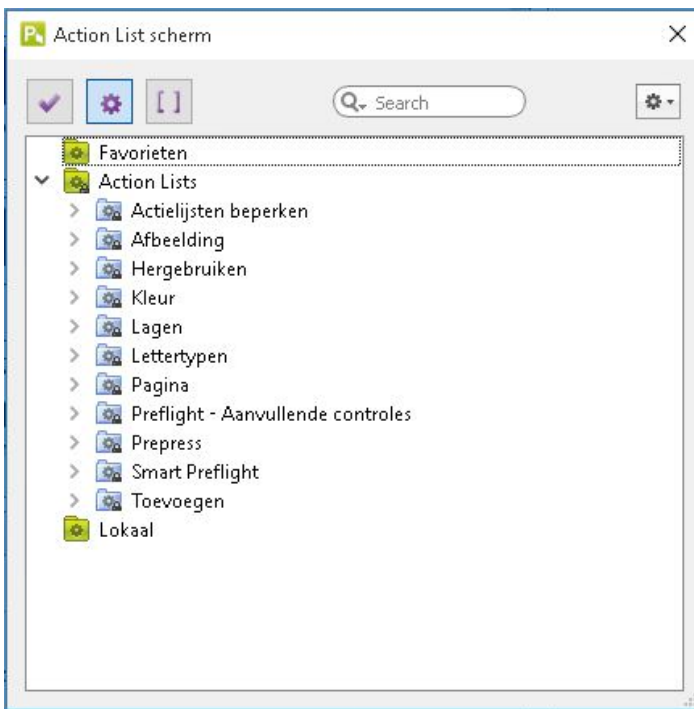 Action List scherm
Search
Favorieten
Action Lists
Actielijsten beperken
Afbeelding
Hergebruiken
Kleur
Lagen
Lettertypen
Pagina
Preflight - Aanvullende controles
Prepress
Smart Preflight
Toevoegen
Lokaal